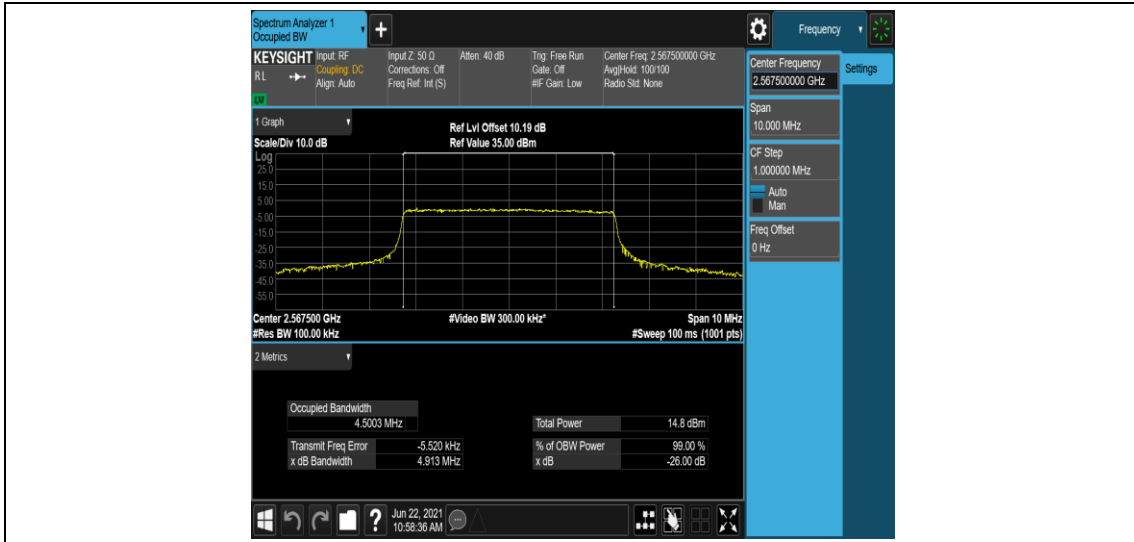 Spectrum Analyzer 1
Occupied BW
+
Frequency
KEYSIGHT
RL
LXI
Input: RF
Coupling: DC
Align: Auto
Input Z: 50 Ω
Corrections: Off
Freq Ref: Int (S)
Atten: 40 dB
Trig: Free Run
Gate: Off
#IF Gain: Low
Center Freq: 2.567500000 GHz
Avg|Hold: 100/100
Radio Std: None
Center Frequency
2.567500000 GHz
Settings
Span
10.000 MHz
CF Step
1.000000 MHz
Auto
Man
Freq Offset
0 Hz
1 Graph
Scale/Div 10.0 dB
Ref Lvl Offset 10.19 dB
Ref Value 35.00 dBm
Log
25.0
15.0
5.00
-5.00
-15.0
-25.0
-35.0
-45.0
-55.0
Center 2.567500 GHz
#Video BW 300.00 kHz*
Span 10 MHz
#Res BW 100.00 kHz
#Sweep 100 ms (1001 pts)
2 Metrics
Occupied Bandwidth
4.5003 MHz
Total Power 14.8 dBm
Transmit Freq Error -5.520 kHz
% of OBW Power 99.00 %
x dB Bandwidth 4.913 MHz
x dB -26.00 dB
?
Jun 22, 2021
10:58:36 AM